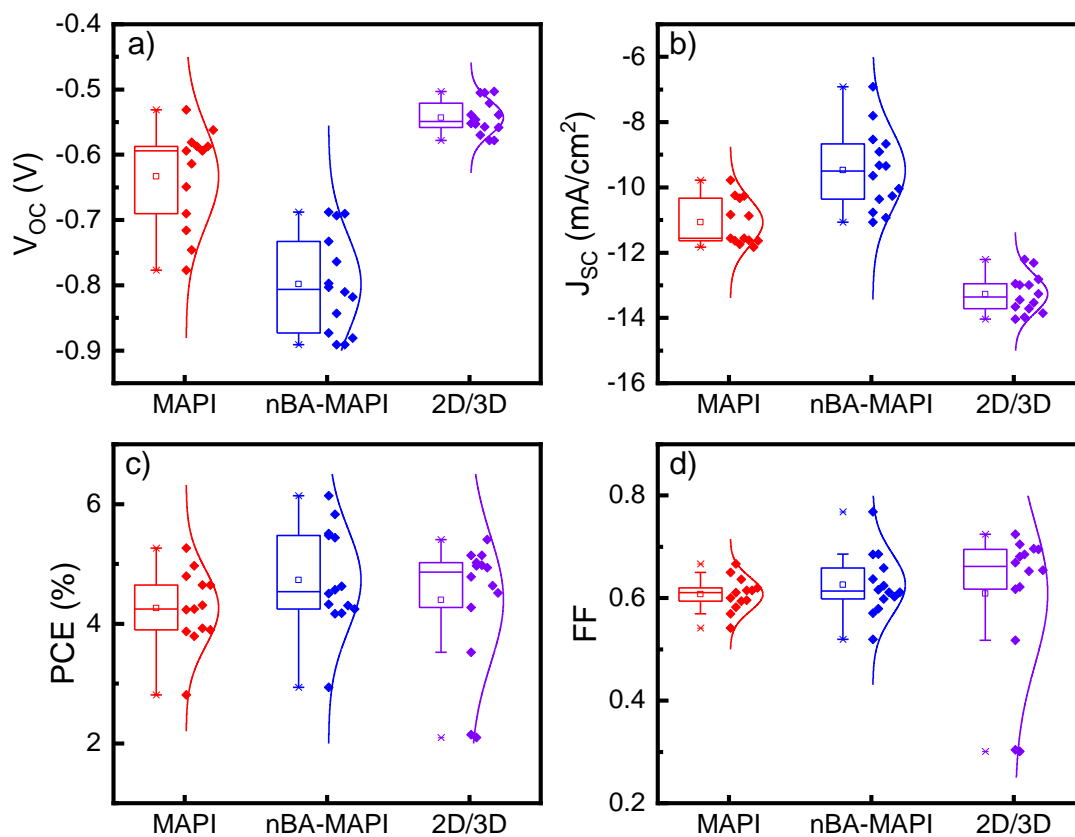 a)
V_OC (V)
-0.4
-0.5
-0.6
-0.7
-0.8
-0.9
MAPI nBA-MAPI 2D/3D
b)
J_SC (mA/cm²)
-6
-8
-10
-12
-14
-16
MAPI nBA-MAPI 2D/3D
c)
PCE (%)
6
4
2
MAPI nBA-MAPI 2D/3D
d)
FF
0.8
0.6
0.4
0.2
MAPI nBA-MAPI 2D/3D